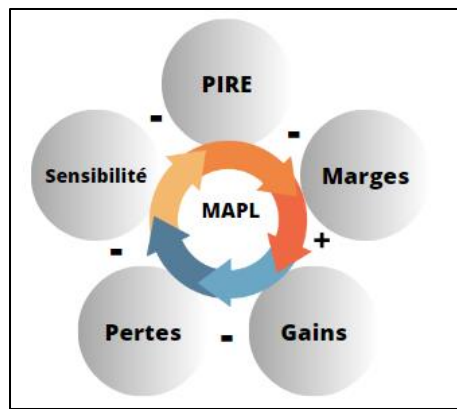 PIRE
-
-
Sensibilité
MAPL
Marges
-
+
Pertes
-
Gains